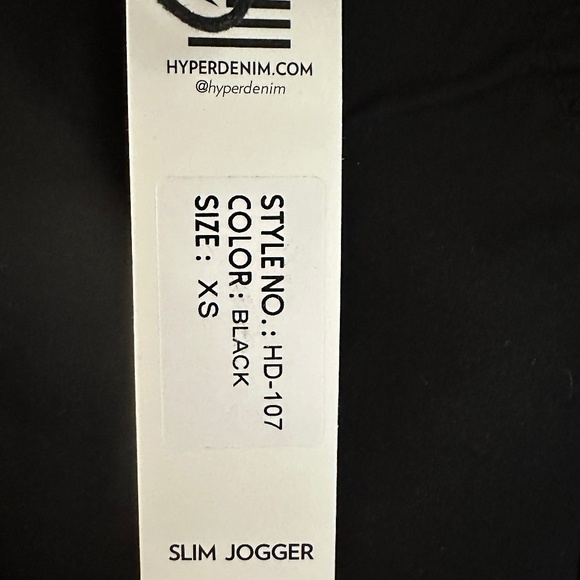 HYPERDENIM.COM
@hyperdenim
STYLE NO.: HD-107
COLOR: BLACK
SIZE: XS
SLIM JOGGER